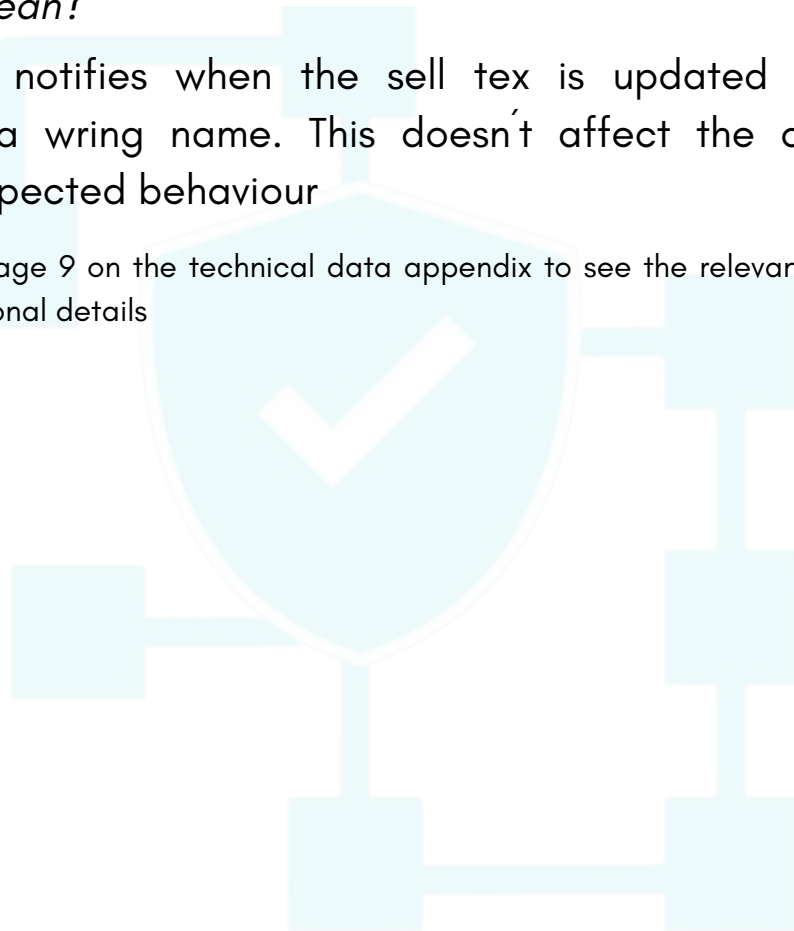 ean?
notifies when the sell tex is updated
a wring name. This doesn´t affect the c
pected behaviour
age 9 on the technical data appendix to see the relevan
onal details